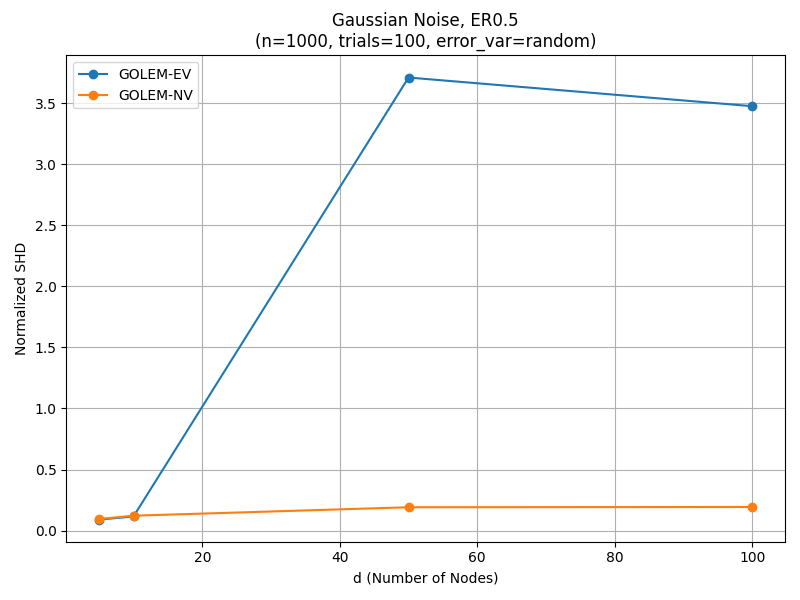 Gaussian Noise, ER0.5
(n=1000, trials=100, error_var=random)
GOLEM-EV
GOLEM-NV
Normalized SHD
3.5
3.0
2.5
2.0
1.5
1.0
0.5
0.0
20 40 60 80 100
d (Number of Nodes)